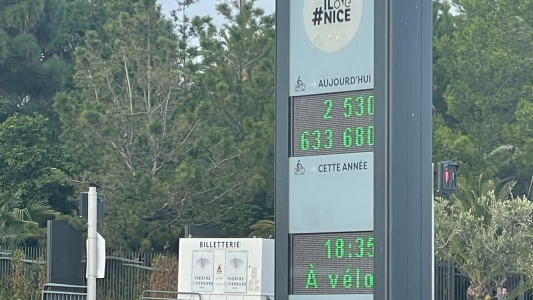 ILove
#NICE
AUJOURD'HUI
2 530
633 680
CETTE ANNÉE
18:35
À vélo
BILLETTERIE
THÉÂTRE
DE VERDURE
THÉÂTRE
DE VERDURE